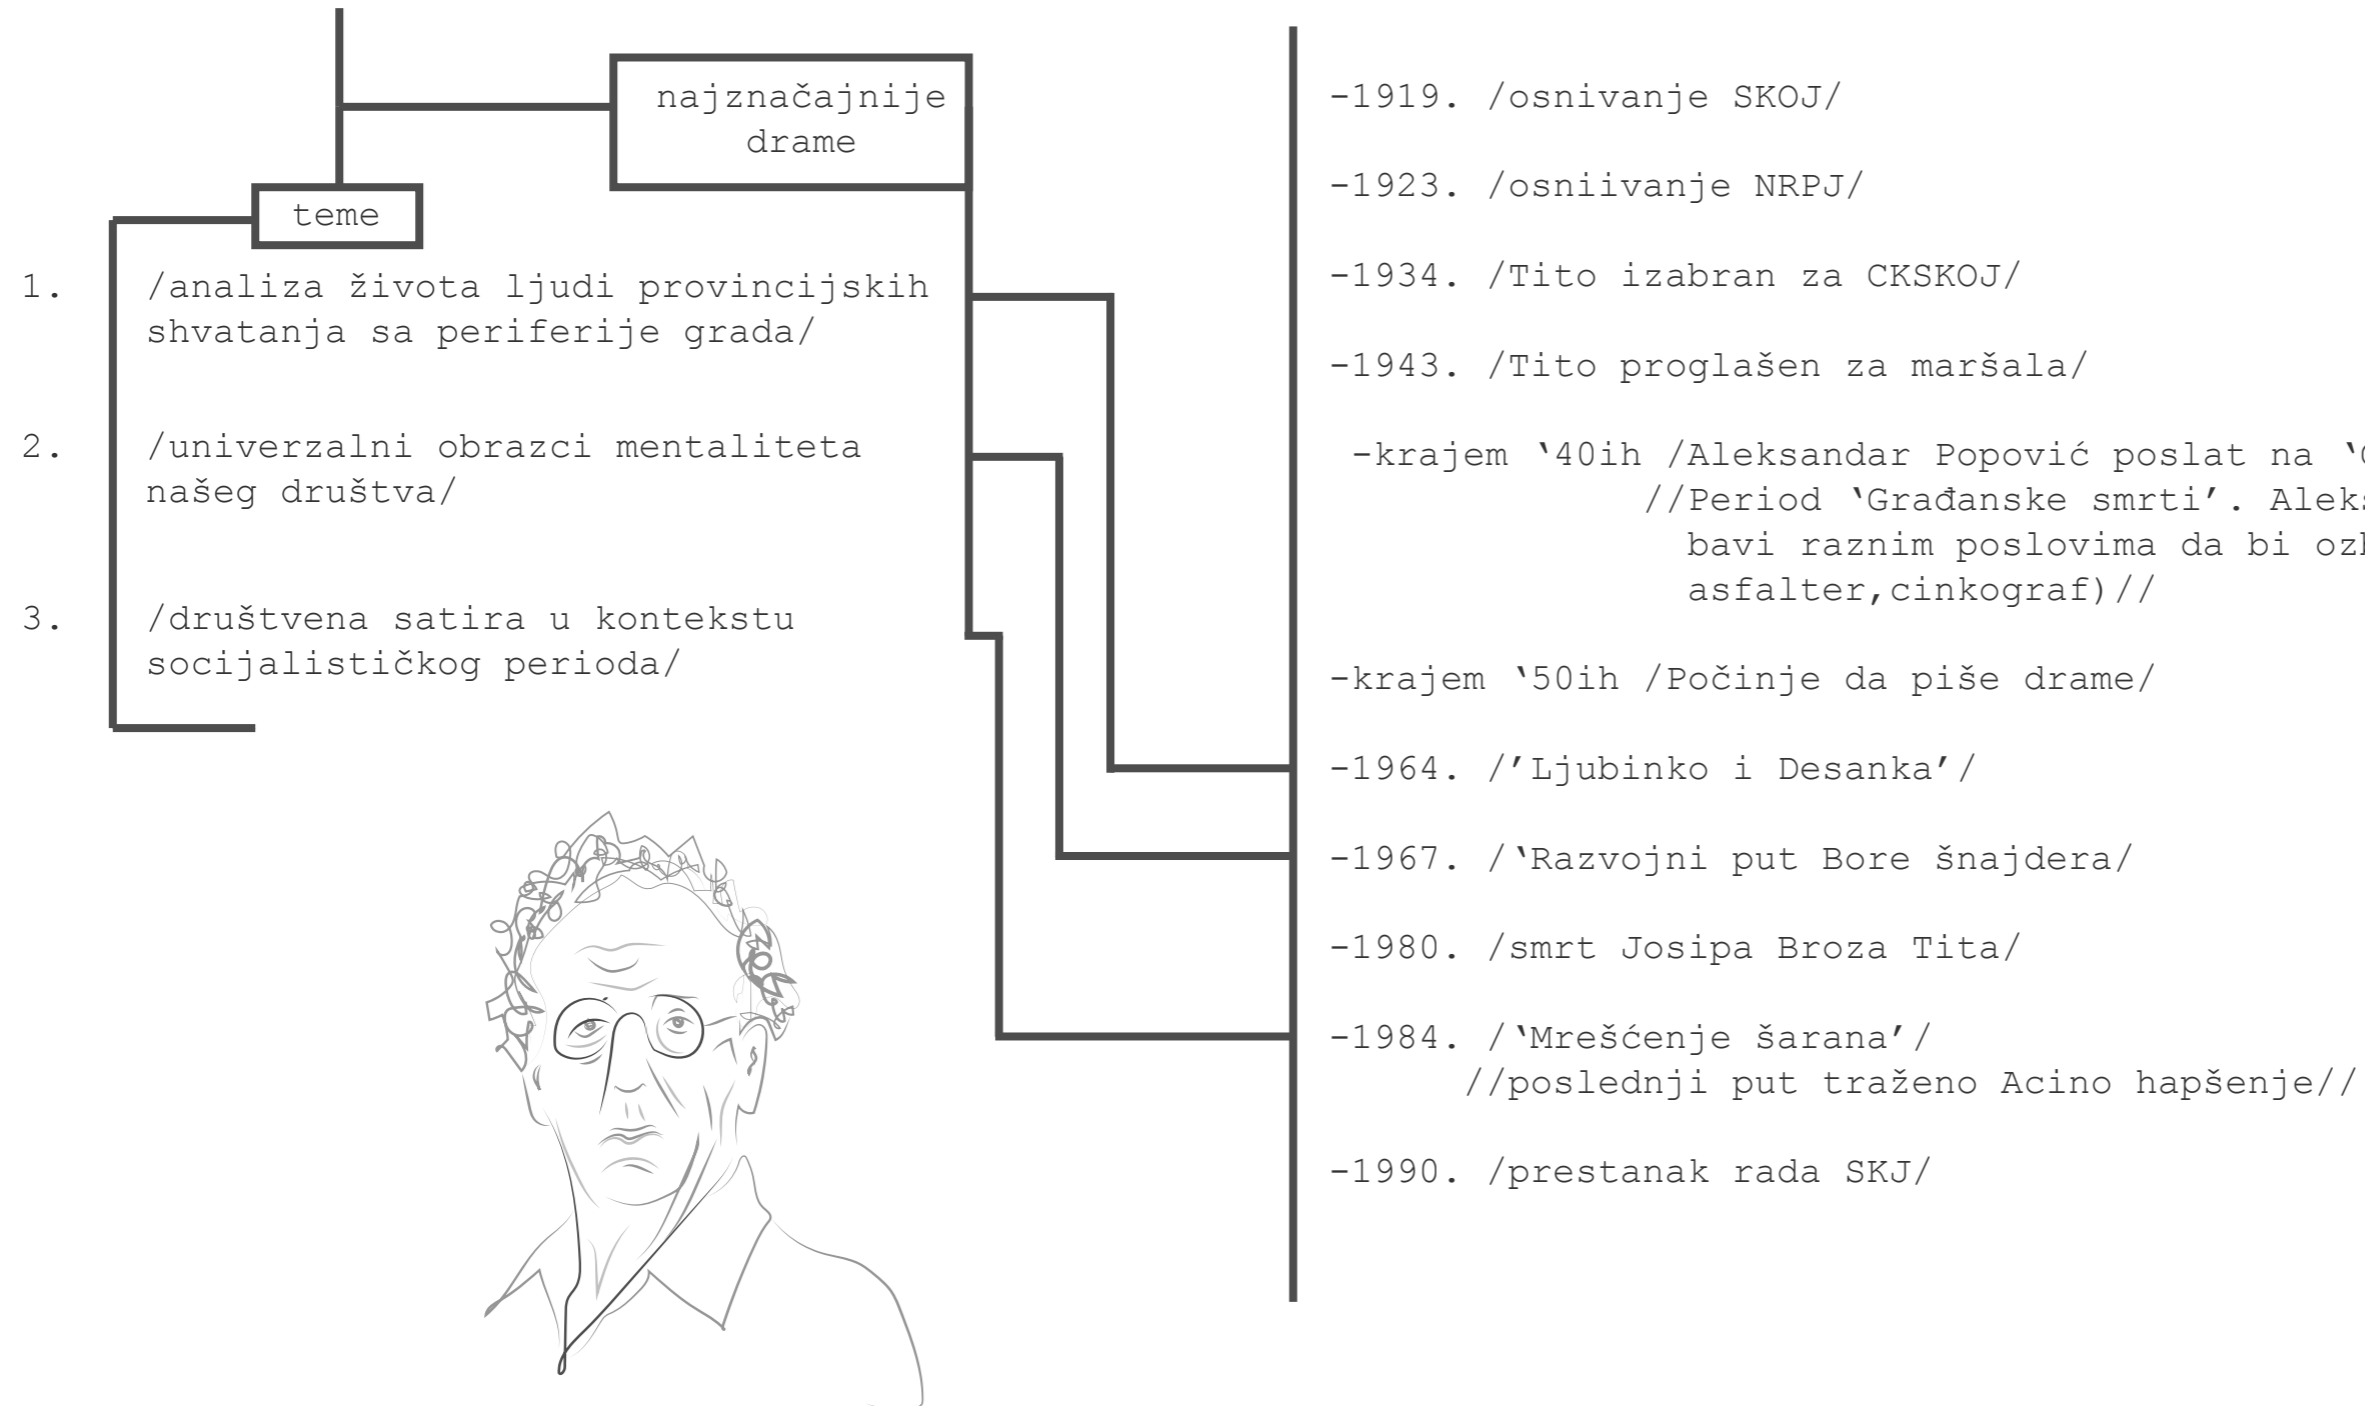 najznačajnije
drame
teme
1. /analiza života ljudi provincijskih
shvatanja sa periferije grada/
2. /univerzalni obrazci mentaliteta
našeg društva/
3. /društvena satira u kontekstu
socijalističkog perioda/
-1919. /osnivanje SKOJ/
-1923. /osniivanje NRPJ/
-1934. /Tito izabran za CKSKOJ/
-1943. /Tito proglašen za maršala/
-krajem ‛40ih /Aleksandar Popović poslat na
//Period ‛Građanske smrti’.
bavi raznim poslovima da bi
asfalter,cinkograf)//
-krajem ‛50ih /Počinje da piše drame/
-1964. /’Ljubinko i Desanka’/
-1967. /‛Razvojni put Bore šnajdera/
-1980. /smrt Josipa Broza Tita/
-1984. /‛Mrešćenje šarana’/
//poslednji put traženo Acino hapšenje//
-1990. /prestanak rada SKJ/